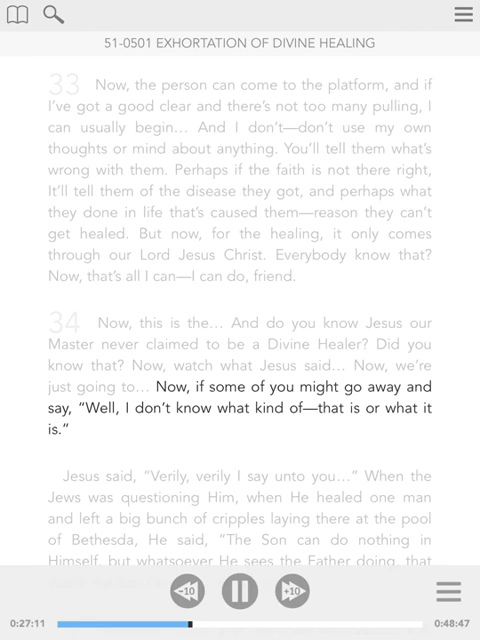 51-0501 EXHORTATION OF DIVINE HEALING
33 Now, the person can come to the platform, and if
I've got a good clear and there's not too many pulling, I
can usually begin… And I don't—don't use my own
thoughts or mind about anything. You'll tell them what's
wrong with them. Perhaps if the faith is not there right,
It'll tell them of the disease they got, and perhaps what
they done in life that's caused them—reason they can't
get healed. But now, for the healing, it only comes
through our Lord Jesus Christ. Everybody know that?
Now, that's all I can—I can do, friend.
34 Now, this is the… And do you know Jesus our
Master never claimed to be a Divine Healer? Did you
know that? Now, watch what Jesus said… Now, we're
just going to… Now, if some of you might go away and
say, “Well, I don't know what kind of—that is or what it
is.”
Jesus said, “Verily, verily I say unto you…” When the
Jews was questioning Him, when He healed one man
and left a big bunch of cripples laying there at the pool
of Bethesda, He said, “The Son can do nothing in
Himself, but whatsoever He sees the Father doing, that
-10
+10
0:27:11
0:48:47